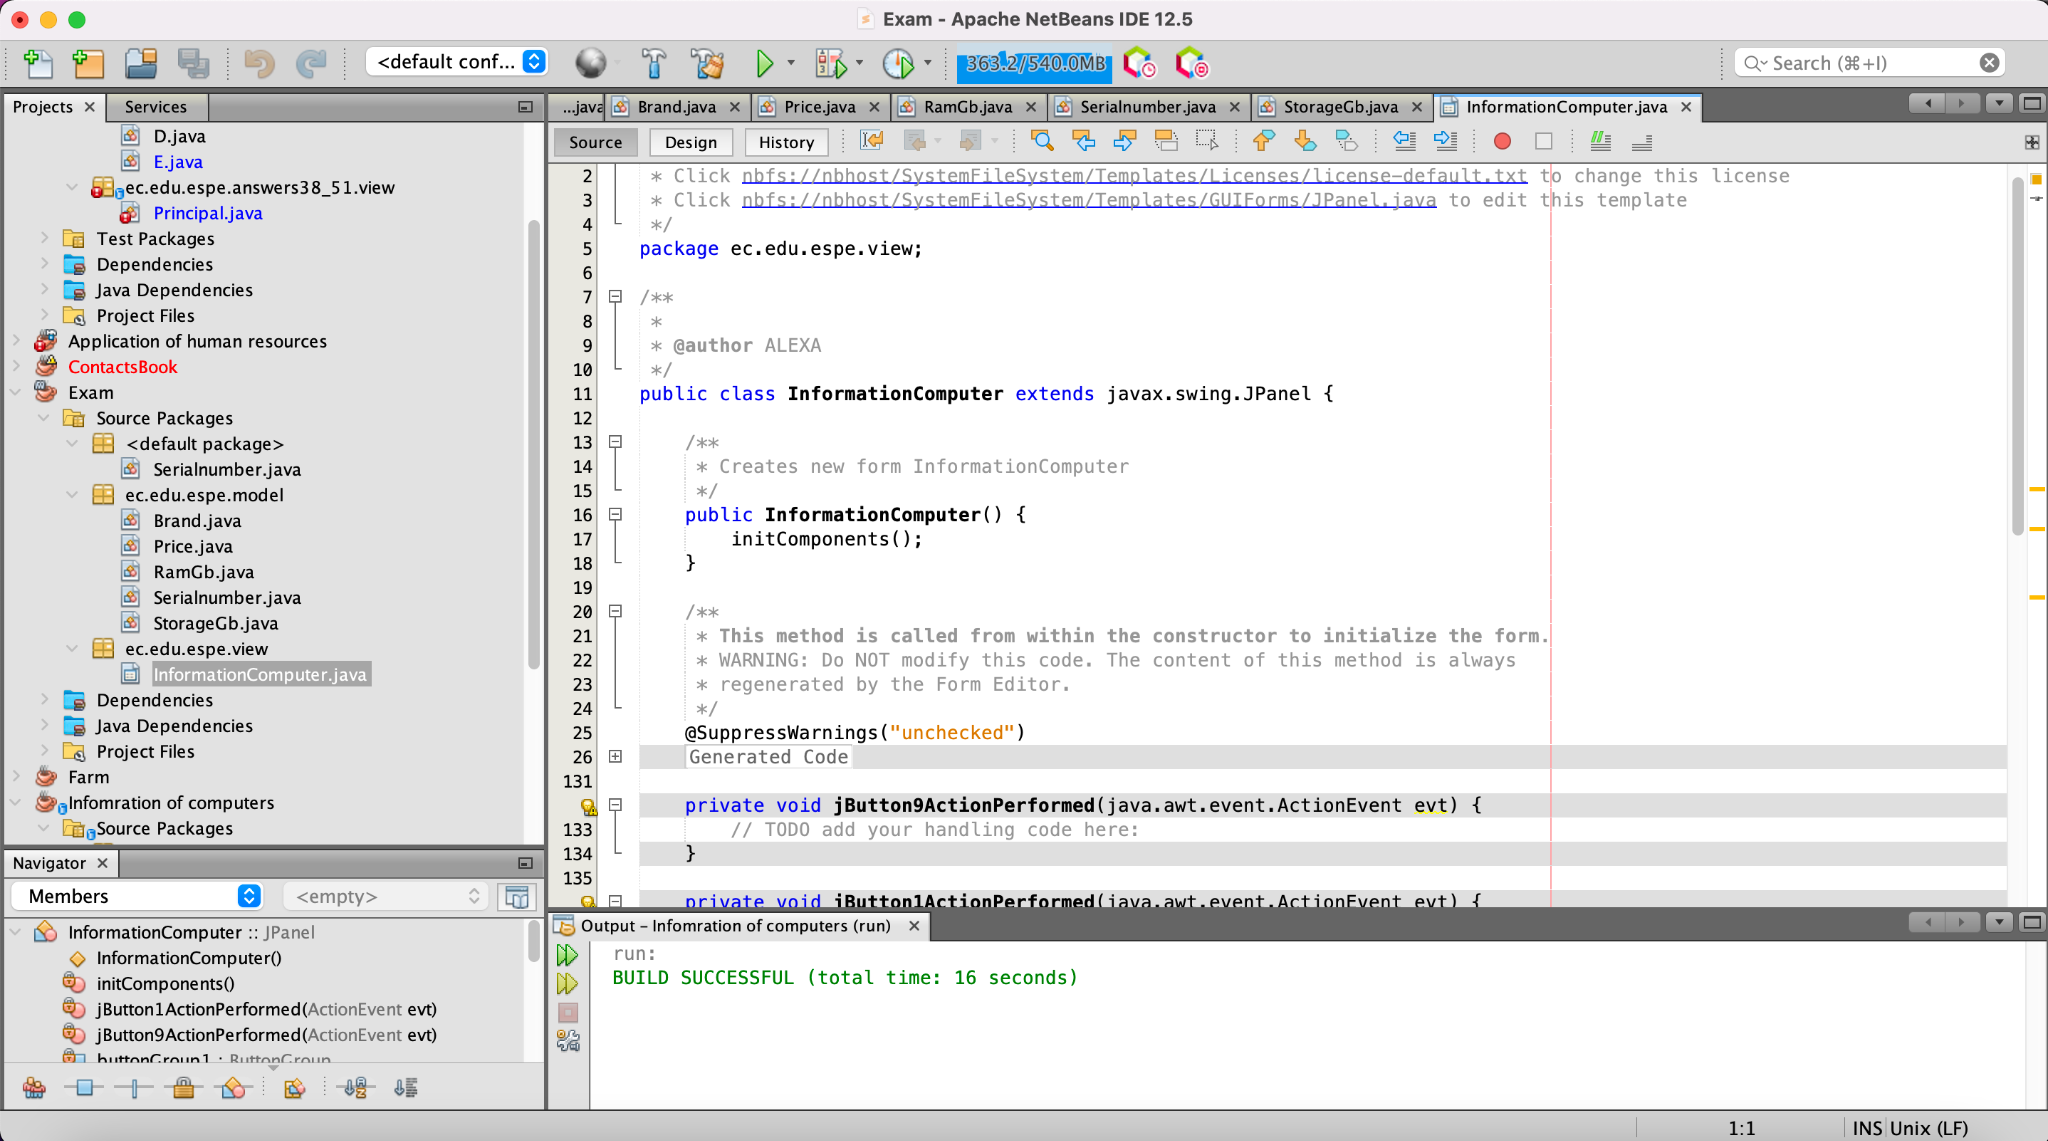 Exam - Apache NetBeans IDE 12.5
<default conf...
363.2/540.0MB
Search (⌘+I)
Projects
Services
D.java
E.java
ec.edu.espe.answers38_51.view
Principal.java
Test Packages
Dependencies
Java Dependencies
Project Files
Application of human resources
ContactsBook
Exam
Source Packages
<default package>
Serialnumber.java
ec.edu.espe.model
Brand.java
Price.java
RamGb.java
Serialnumber.java
StorageGb.java
ec.edu.espe.view
InformationComputer.java
Dependencies
Java Dependencies
Project Files
Farm
Infomration of computers
Source Packages
Navigator
Members
<empty>
InformationComputer :: JPanel
InformationComputer()
initComponents()
jButton1ActionPerformed(ActionEvent evt)
jButton9ActionPerformed(ActionEvent evt)
buttonGroup1 : ButtonGroup
...java
Brand.java
Price.java
RamGb.java
Serialnumber.java
StorageGb.java
InformationComputer.java
Source
Design
History
2 * Click nbfs://nbhost/SystemFileSystem/Templates/Licenses/license-default.txt to change this license
3 * Click nbfs://nbhost/SystemFileSystem/Templates/GUIForms/JPanel.java to edit this template
4 */
5 package ec.edu.espe.view;
6
7 /**
8 *
9 * @author ALEXA
10 */
11 public class InformationComputer extends javax.swing.JPanel {
12
13 /**
14 * Creates new form InformationComputer
15 */
16 public InformationComputer() {
17 initComponents();
18 }
19
20 /**
21 * This method is called from within the constructor to initialize the form.
22 * WARNING: Do NOT modify this code. The content of this method is always
23 * regenerated by the Form Editor.
24 */
25 @SuppressWarnings("unchecked")
26 Generated Code
131
private void jButton9ActionPerformed(java.awt.event.ActionEvent evt) {
133 // TODO add your handling code here:
134 }
135
private void jButton1ActionPerformed(java.awt.event.ActionEvent evt) {
Output - Infomration of computers (run)
run:
BUILD SUCCESSFUL (total time: 16 seconds)
1:1
INS
Unix (LF)